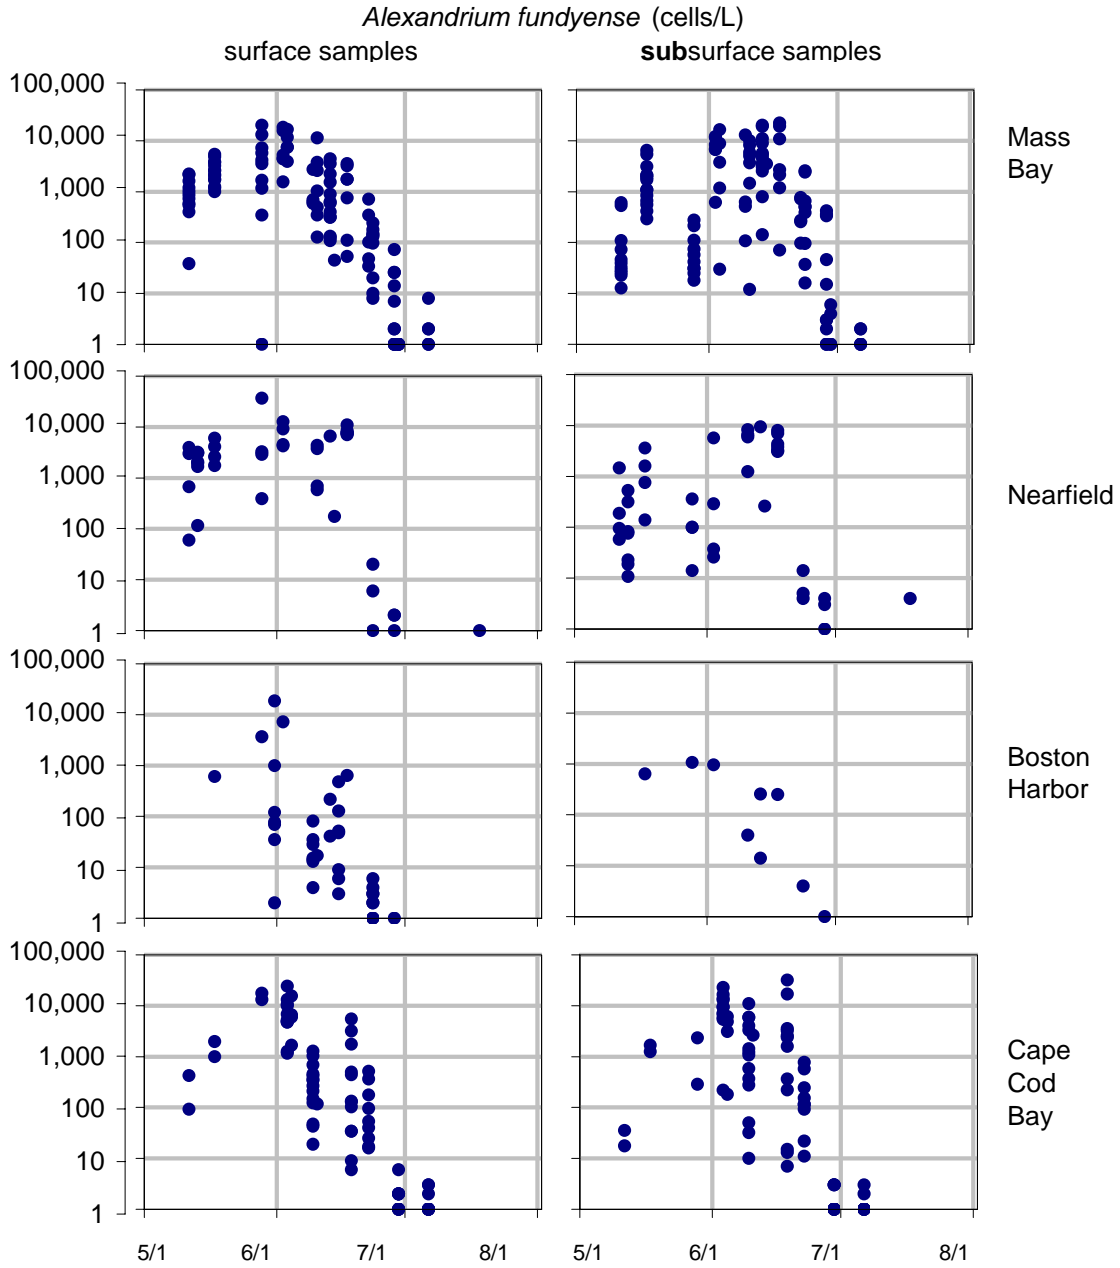 Alexandrium fundyense (cells/L)
surface samples
subsurface samples
100,000
10,000
1,000
100
10
1
Mass
Bay
100,000
10,000
1,000
100
10
1
Nearfield
100,000
10,000
1,000
100
10
1
Boston
Harbor
100,000
10,000
1,000
100
10
1
Cape
Cod
Bay
5/1 6/1 7/1 8/1
5/1 6/1 7/1 8/1